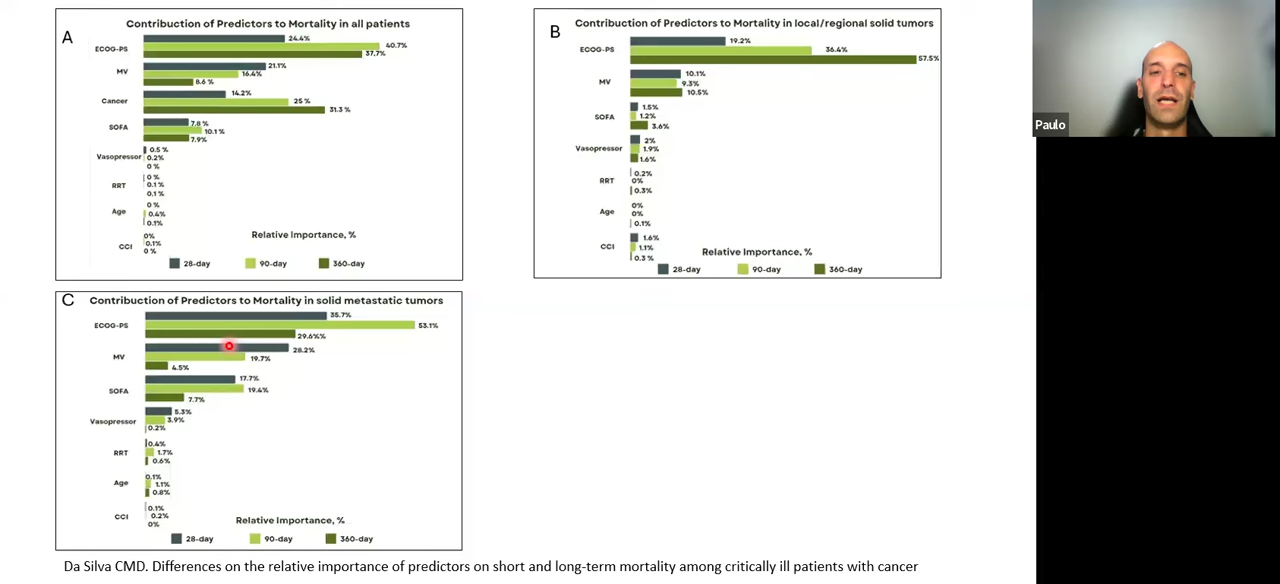 A
Contribution of Predictors to Mortality in all patients
ECOG-PS
24.4%
40.7%
37.7%
MV
21.1%
16.4%
8.6 %
Cancer
14.2%
25 %
31.3 %
SOFA
7.8 %
10.1 %
7.9%
Vasopressor
0.5 %
0.2%
0 %
RRT
0 %
0.1 %
0.1 %
Age
0 %
0.4%
0.1%
CCI
0%
0.1%
0 %
Relative Importance, %
28-day
90-day
360-day
B
Contribution of Predictors to Mortality in local/regional solid tumors
ECOG-PS
19.2%
36.4%
57.5%
MV
10.1%
9.3%
10.5%
SOFA
1.5%
1.2%
3.6%
Vasopressor
2%
1.9%
1.6%
RRT
0.2%
0%
0.3%
Age
0%
0%
0.1%
CCI
1.6%
1.1%
0.3 %
Relative Importance, %
28-day
90-day
360-day
Paulo
C
Contribution of Predictors to Mortality in solid metastatic tumors
ECOG-PS
35.7%
53.1%
29.6%%
MV
28.2%
19.7%
4.5%
SOFA
17.7%
19.4%
7.7%
Vasopressor
5.3%
3.9%
0.2%
RRT
0.4%
1.7%
0.6%
Age
0.1%
1.1%
0.8%
CCI
0.1%
0.2%
0%
Relative Importance, %
28-day
90-day
360-day
Da Silva CMD. Differences on the relative importance of predictors on short and long-term mortality among critically ill patients with cancer